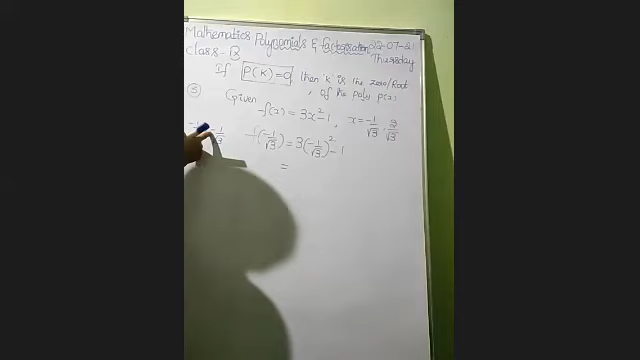 Mathematics Polynomials & Factorisation 22-07-21
Class-IX Thursday
If P(K)=0 then 'K' is the zero/Root
of the poly P(x)
(5) Given
f(x) = 3x²-1, x = -1/√3, 2/√3
f(-1/√3) = 3(-1/√3)²-1
=